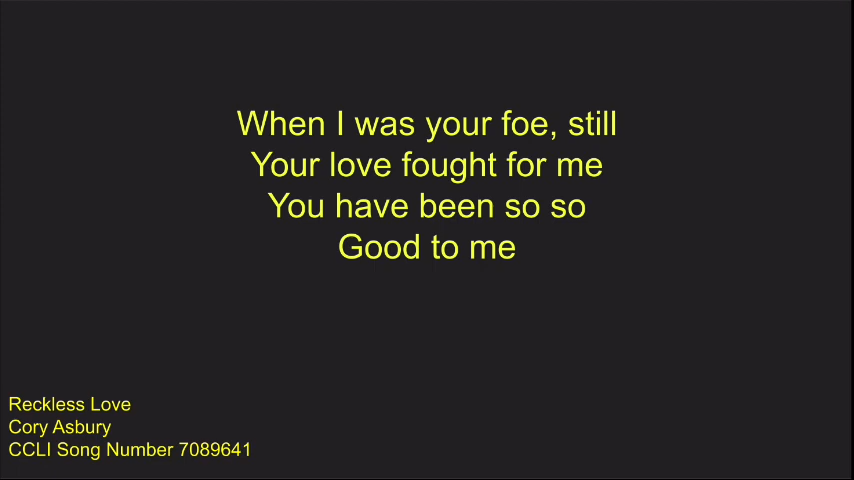 When I was your foe, still
Your love fought for me
You have been so so
Good to me
Reckless Love
Cory Asbury
CCLI Song Number 7089641